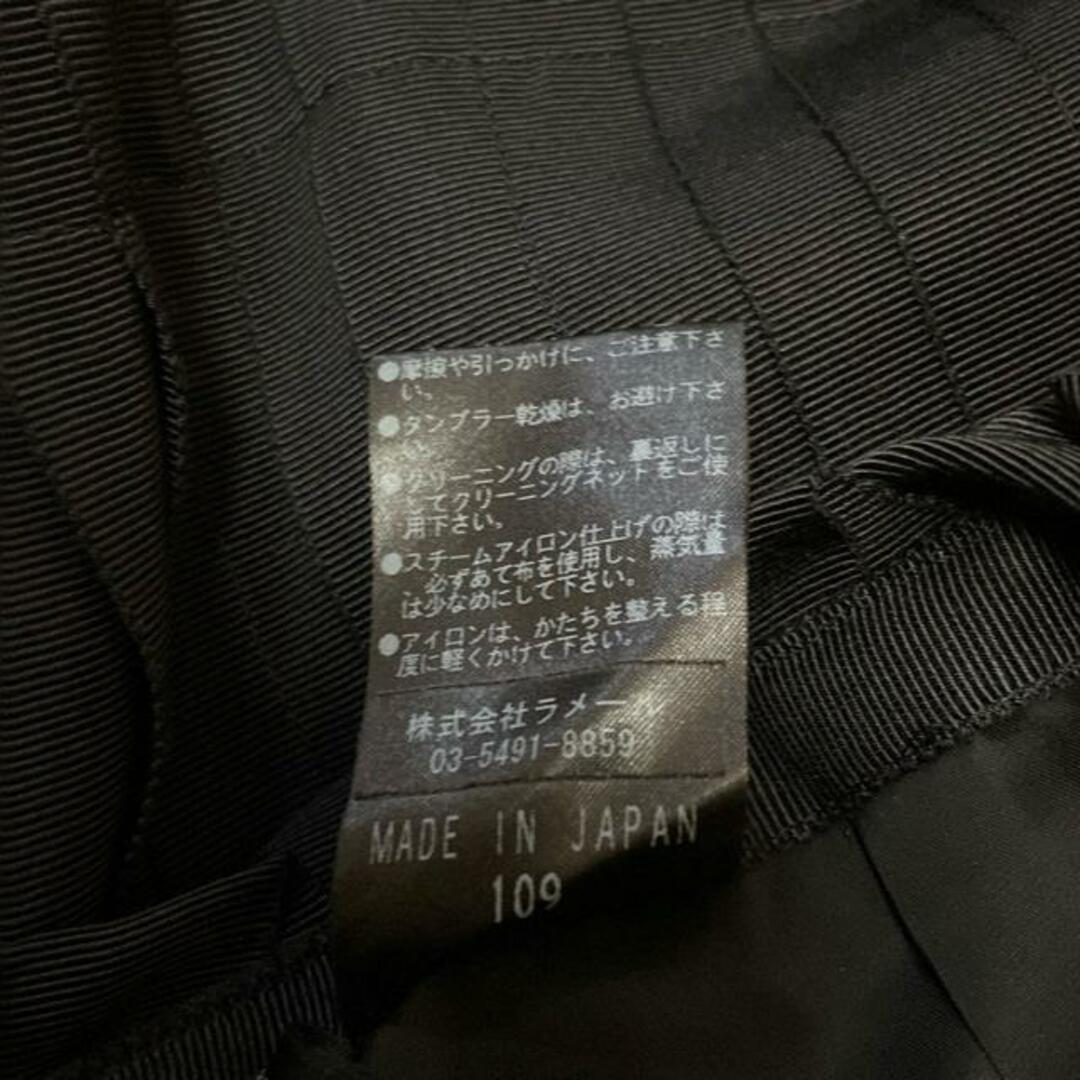 ●摩擦や引っかけに、ご注意下さ
い。
●タンブラー乾燥は、お避け下さ
い。
●クリーニングの際は、裏返しに
してクリーニングネットをご使
用下さい。
●スチームアイロン仕上げの際は
、必ずあて布を使用し、蒸気量
は少なめにして下さい。
●アイロンは、かたちを整える程
度に軽くかけて下さい。
株式会社ラメール
03-5491-8859
MADE IN JAPAN
109